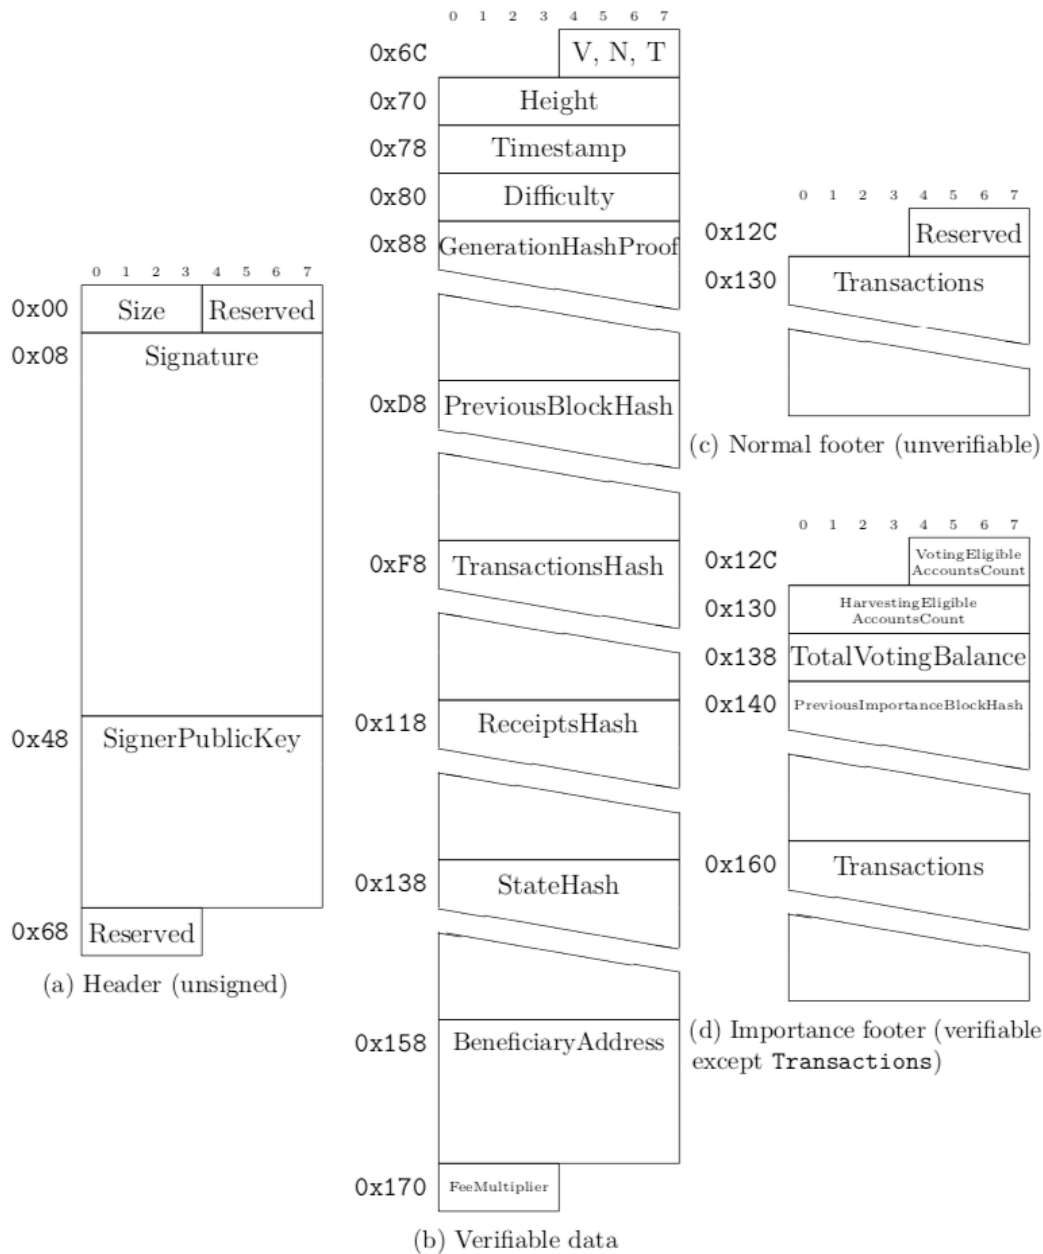 0 1 2 3 4 5 6 7
0x00 Size Reserved
0x08 Signature
0x48 SignerPublicKey
0x68 Reserved
(a) Header (unsigned)
0 1 2 3 4 5 6 7
0x6C V, N, T
0x70 Height
0x78 Timestamp
0x80 Difficulty
0x88 GenerationHashProof
0xD8 PreviousBlockHash
0xF8 TransactionsHash
0x118 ReceiptsHash
0x138 StateHash
0x158 BeneficiaryAddress
0x170 FeeMultiplier
(b) Verifiable data
0 1 2 3 4 5 6 7
0x12C Reserved
0x130 Transactions
(c) Normal footer (unverifiable)
0 1 2 3 4 5 6 7
0x12C VotingEligible
AccountsCount
0x130 HarvestingEligible
AccountsCount
0x138 TotalVotingBalance
0x140 PreviousImportanceBlockHash
0x160 Transactions
(d) Importance footer (verifiable
except Transactions)